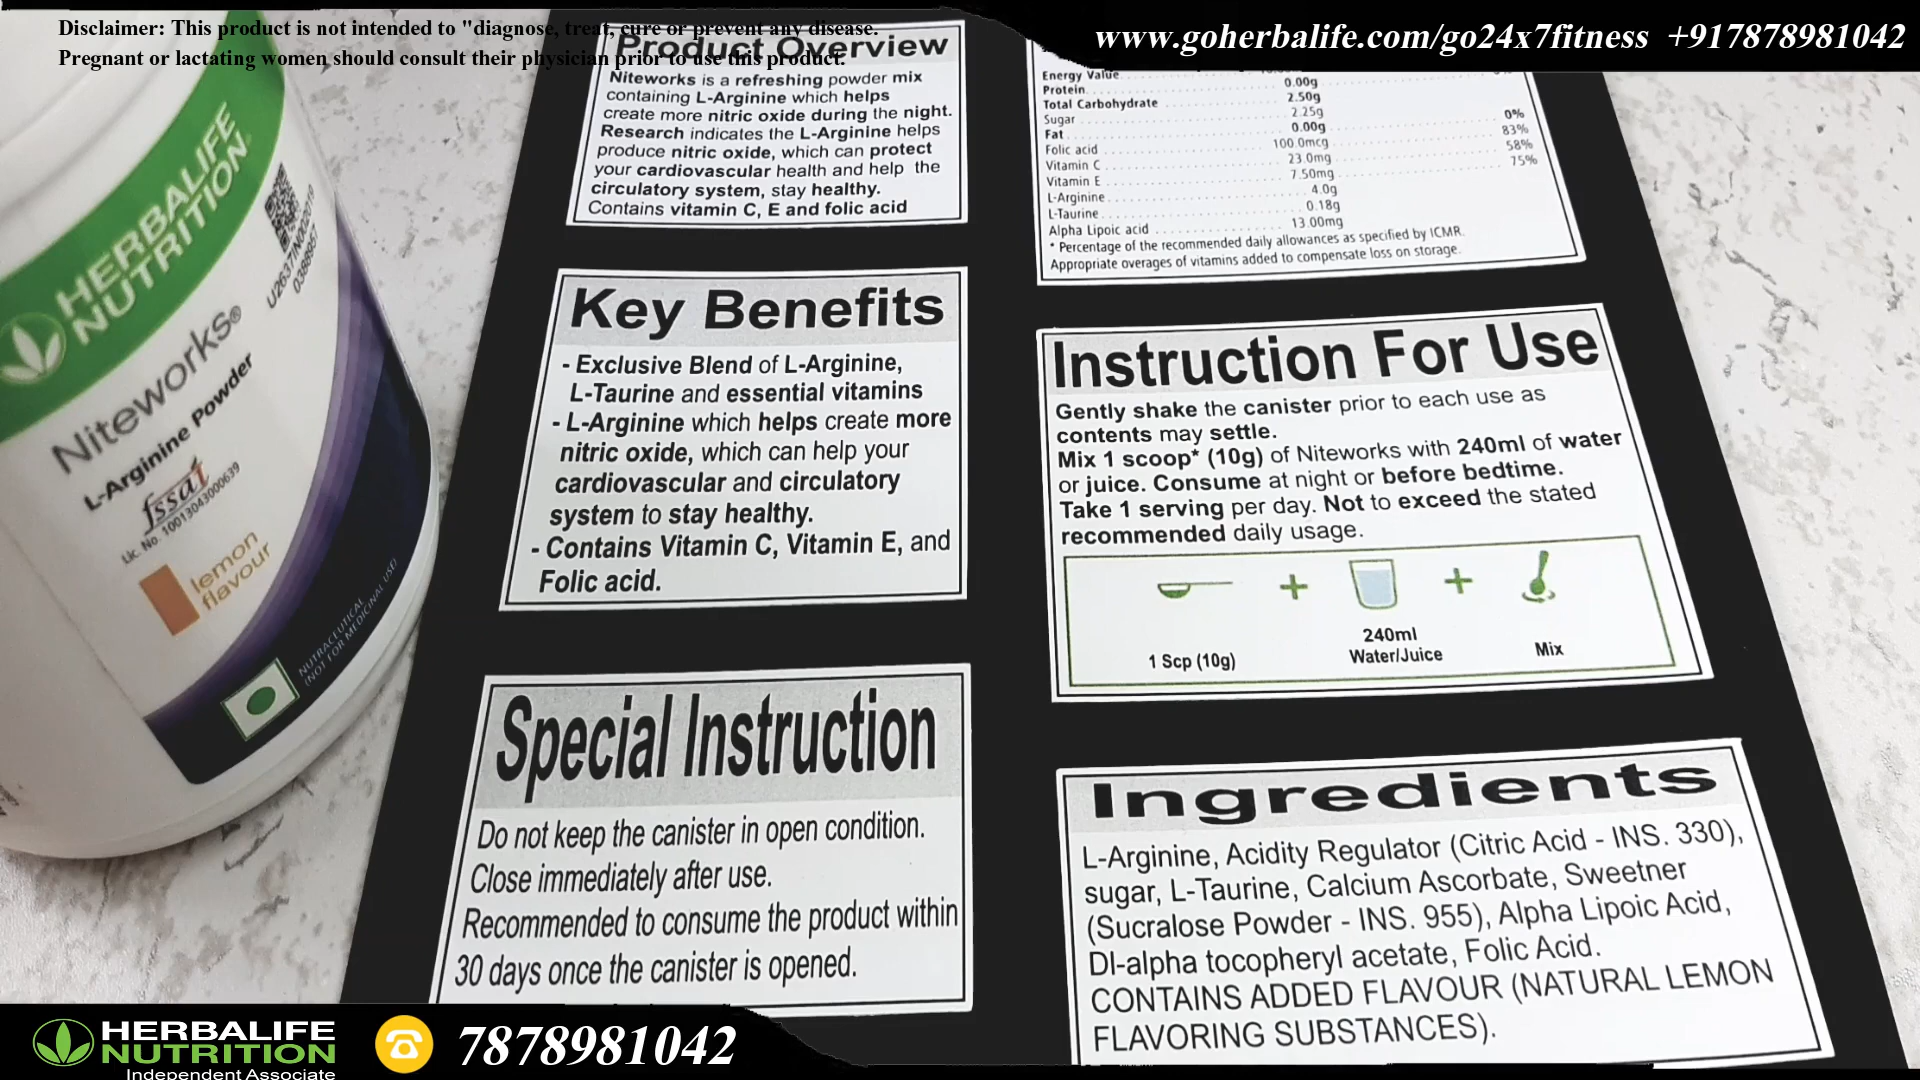 Disclaimer: This product is not intended to "diagnose, treat, cure or prevent any disease.
Pregnant or lactating women should consult their physician prior to use this product.
www.goherbalife.com/go24x7fitness +917878981042
HERBALIFE
NUTRITION
Niteworks®
L-Arginine Powder
fssai
Lic. No. 10013043000639
lemon
flavour
NUTRACEUTICAL
(NOT FOR MEDICINAL USE)
Product Overview
Niteworks is a refreshing powder mix
containing L-Arginine which helps
create more nitric oxide during the night.
Research indicates the L-Arginine helps
produce nitric oxide, which can protect
your cardiovascular health and help the
circulatory system, stay healthy.
Contains vitamin C, E and folic acid
Key Benefits
- Exclusive Blend of L-Arginine,
L-Taurine and essential vitamins
- L-Arginine which helps create more
nitric oxide, which can help your
cardiovascular and circulatory
system to stay healthy.
- Contains Vitamin C, Vitamin E, and
Folic acid.
Special Instruction
Do not keep the canister in open condition.
Close immediately after use.
Recommended to consume the product within
30 days once the canister is opened.
Energy Value
Protein 0.00g
Total Carbohydrate 2.50g
Sugar 2.25g
Fat 0.00g 0%
Folic acid 100.0mcg 83%
Vitamin C 23.0mg 58%
Vitamin E 7.50mg 75%
L-Arginine 4.0g
L-Taurine 0.18g
Alpha Lipoic acid 13.00mg
* Percentage of the recommended daily allowances as specified by ICMR.
Appropriate overages of vitamins added to compensate loss on storage.
Instruction For Use
Gently shake the canister prior to each use as
contents may settle.
Mix 1 scoop* (10g) of Niteworks with 240ml of water
or juice. Consume at night or before bedtime.
Take 1 serving per day. Not to exceed the stated
recommended daily usage.
+ +
1 Scp (10g)
240ml
Water/Juice
Mix
Ingredients
L-Arginine, Acidity Regulator (Citric Acid - INS. 330),
sugar, L-Taurine, Calcium Ascorbate, Sweetner
(Sucralose Powder - INS. 955), Alpha Lipoic Acid,
Dl-alpha tocopheryl acetate, Folic Acid.
CONTAINS ADDED FLAVOUR (NATURAL LEMON
FLAVORING SUBSTANCES).
HERBALIFE
NUTRITION
Independent Associate
7878981042